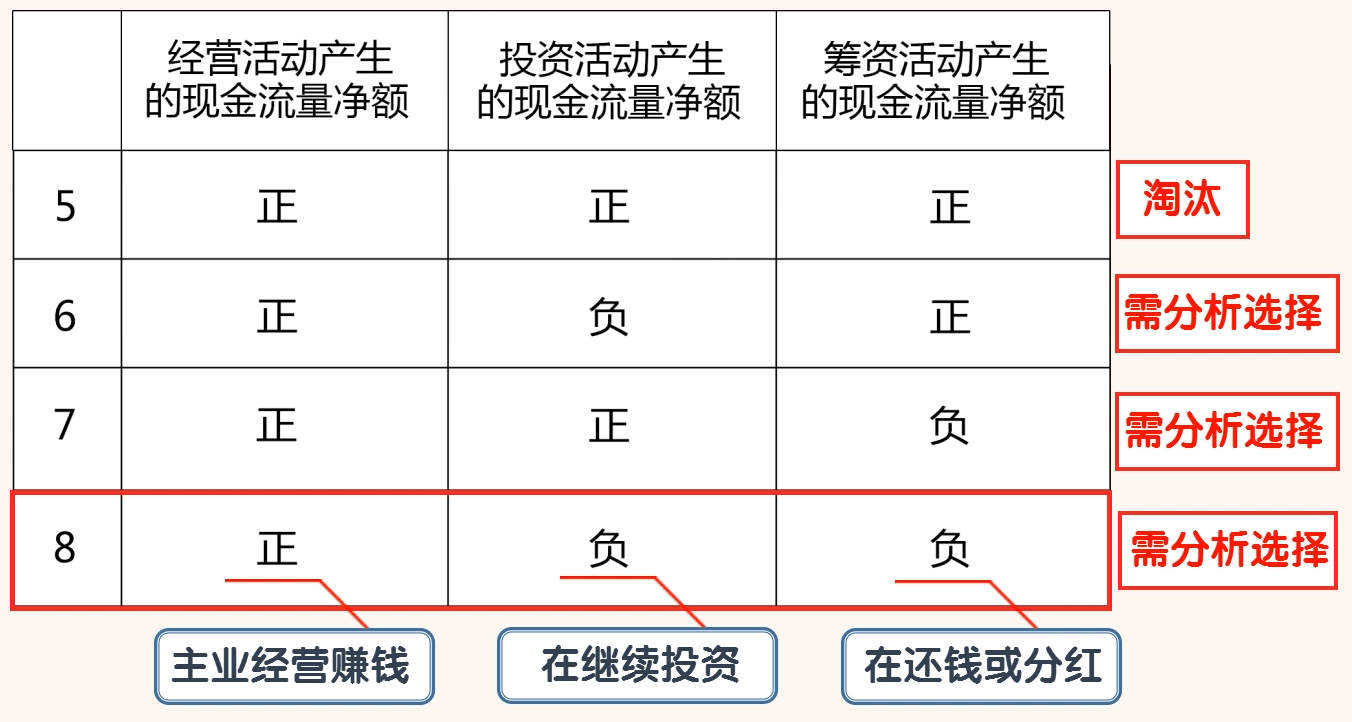 经营活动产生
的现金流量净额
投资活动产生
的现金流量净额
筹资活动产生
的现金流量净额
5 正 正 正 淘汰
6 正 负 正 需分析选择
7 正 正 负 需分析选择
8 正 负 负 需分析选择
主业经营赚钱 在继续投资 在还钱或分红